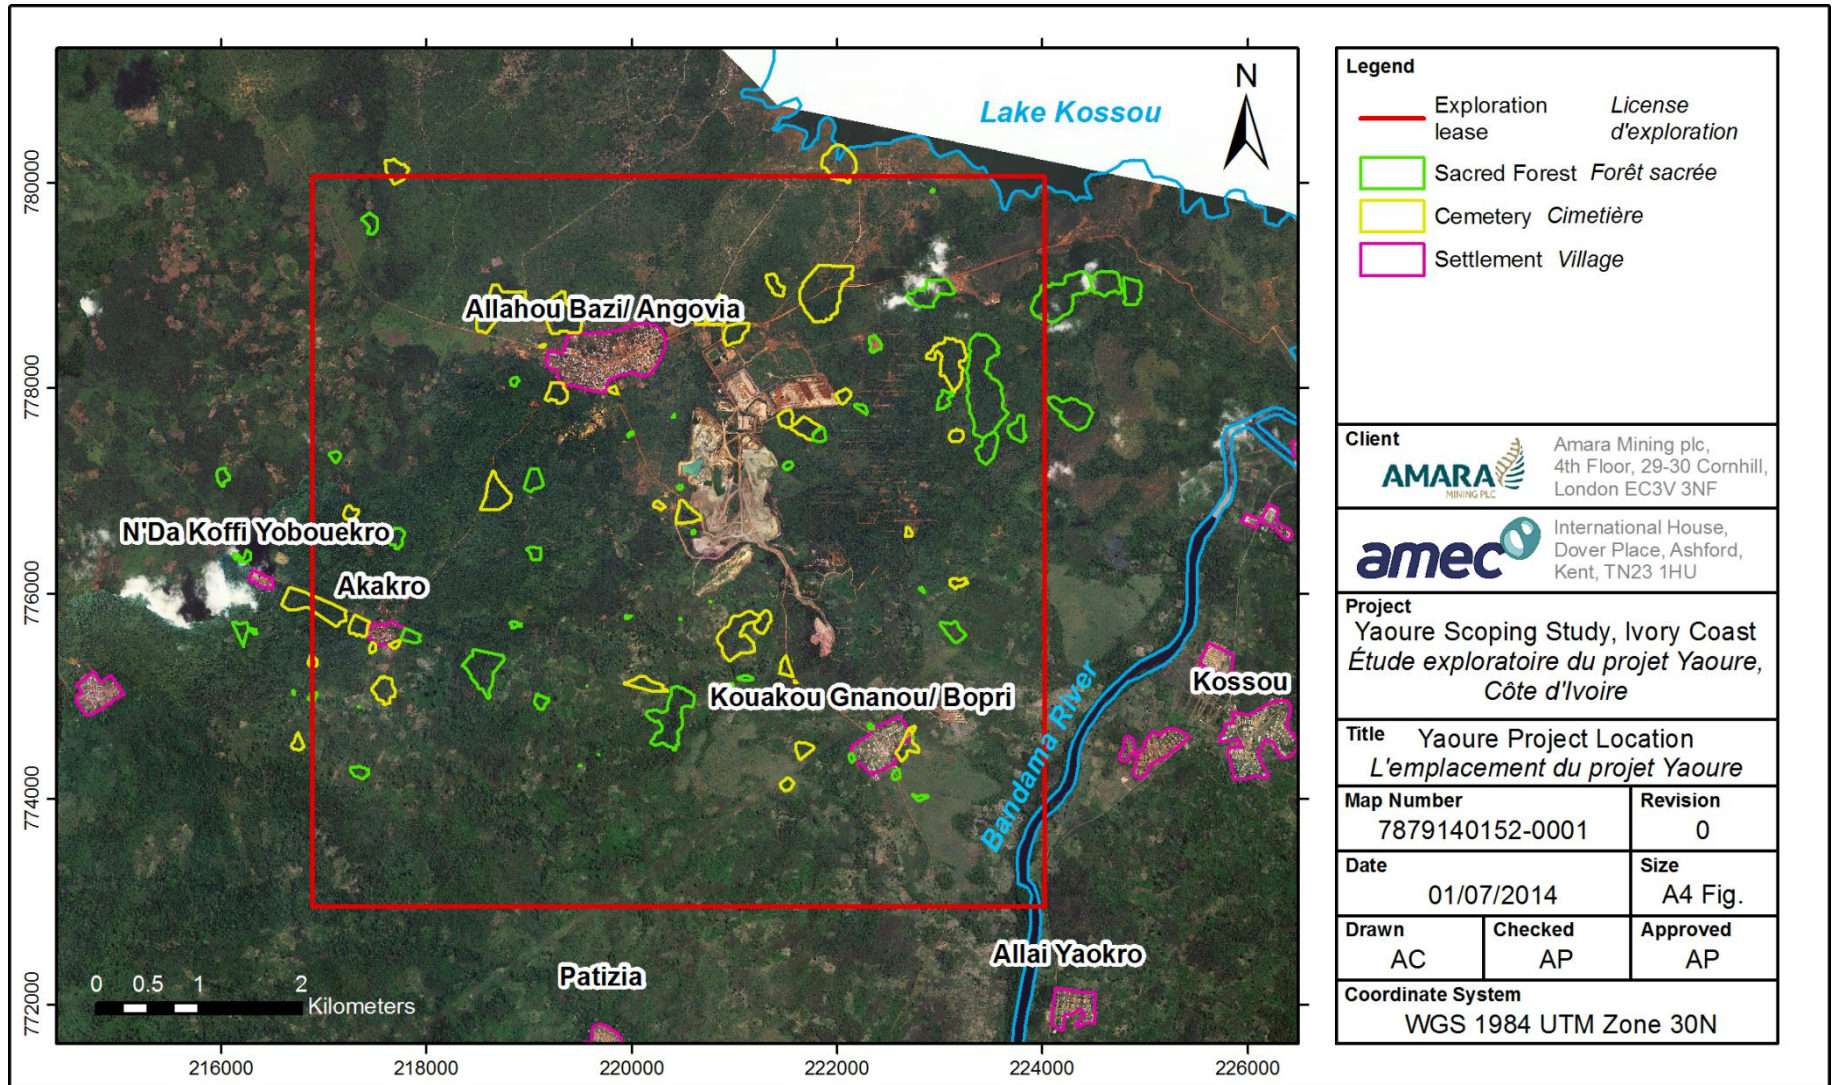 Lake Kossou
N
Allahou Bazi/ Angovia
N'Da Koffi Yobouekro
Akakro
Kouakou Gnanou/ Bopri
Kossou
Bandama River
Allai Yaokro
Patizia
0 0.5 1 2
Kilometers
780000
778000
776000
774000
772000
216000 218000 220000 222000 224000 226000
Legend
Exploration lease License d'exploration
Sacred Forest Forêt sacrée
Cemetery Cimetière
Settlement Village
Client
AMARA
MINING PLC
Amara Mining plc,
4th Floor, 29-30 Cornhill,
London EC3V 3NF
amec
International House,
Dover Place, Ashford,
Kent, TN23 1HU
Project
Yaoure Scoping Study, Ivory Coast
Étude exploratoire du projet Yaoure,
Côte d'Ivoire
Title Yaoure Project Location
L'emplacement du projet Yaoure
Map Number
7879140152-0001
Revision
0
Date
01/07/2014
Size
A4 Fig.
Drawn
AC
Checked
AP
Approved
AP
Coordinate System
WGS 1984 UTM Zone 30N